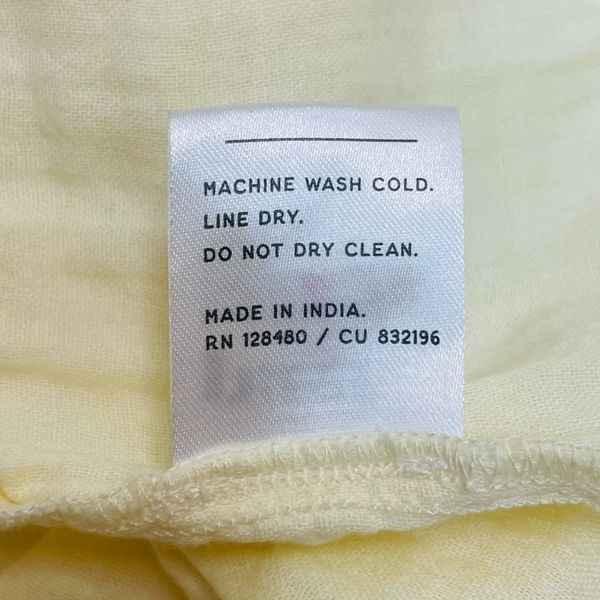 MACHINE WASH COLD.
LINE DRY.
DO NOT DRY CLEAN.
MADE IN INDIA.
RN 128480 / CU 832196